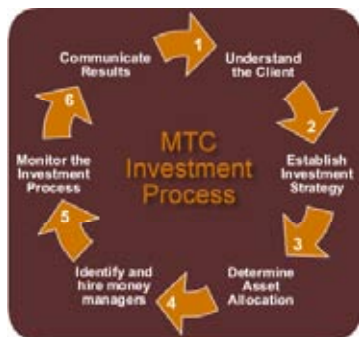 MTC
Investment
Process
1
Understand
the Client
2
Establish
Investment
Strategy
3
Determine
Asset
Allocation
4
Identify and
hire money
managers
5
Monitor the
Investment
Process
6
Communicate
Results